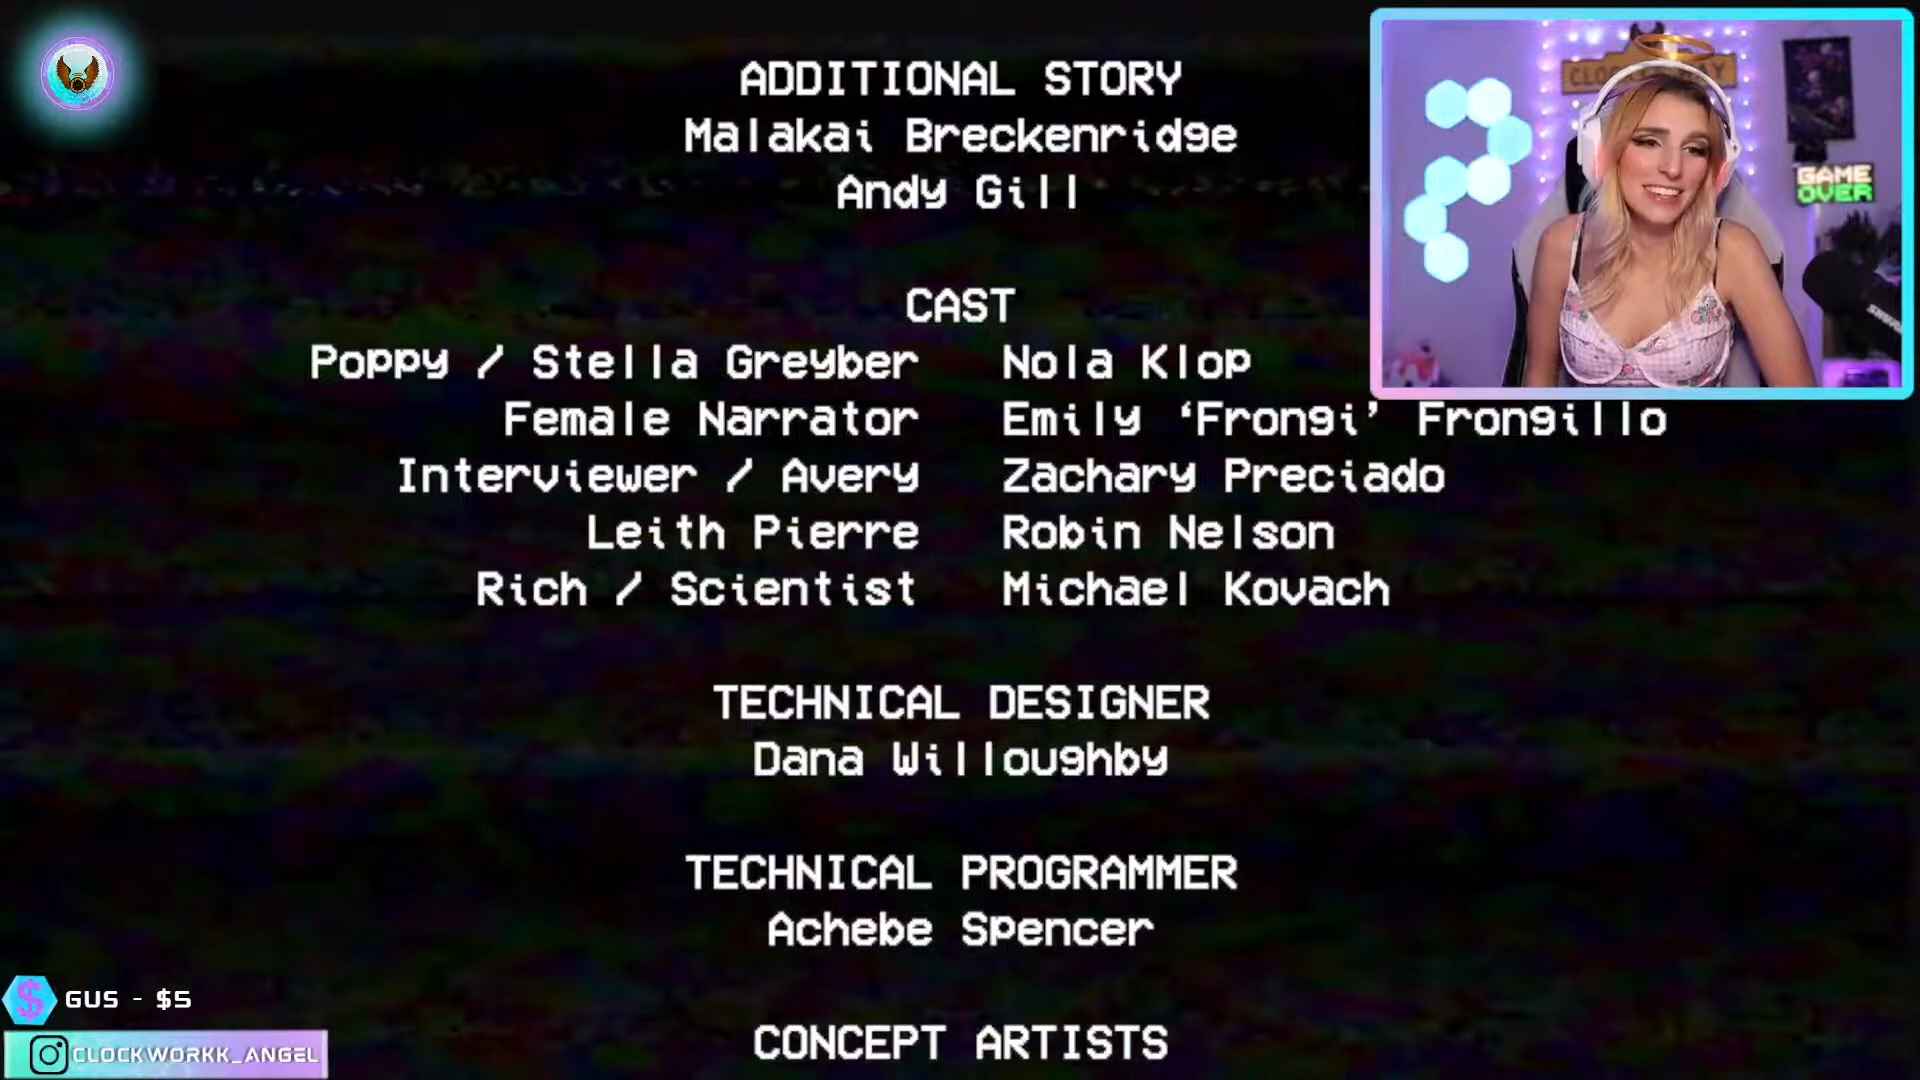 ADDITIONAL STORY
Malakai Breckenridge
Andy Gill
CAST
Poppy / Stella Greyber Nola Klop
Female Narrator Emily ‘Frongi’ Frongillo
Interviewer / Avery Zachary Preciado
Leith Pierre Robin Nelson
Rich / Scientist Michael Kovach
TECHNICAL DESIGNER
Dana Willoughby
TECHNICAL PROGRAMMER
Achebe Spencer
CONCEPT ARTISTS
GAME
OVER
$ GUS - $5
CLOCKWORKK_ANGEL